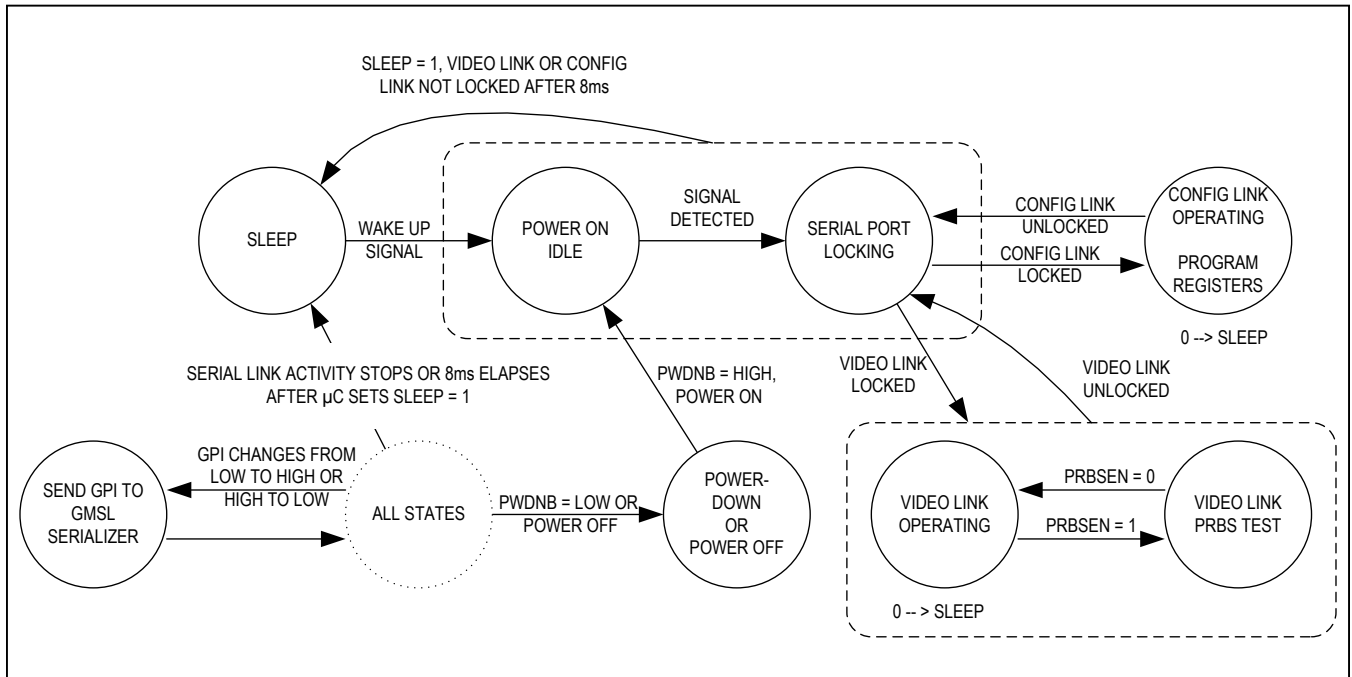 SLEEP = 1, VIDEO LINK OR CONFIG
LINK NOT LOCKED AFTER 8ms
SLEEP
WAKE UP
SIGNAL
POWER ON
IDLE
SIGNAL
DETECTED
SERIAL PORT
LOCKING
CONFIG LINK
UNLOCKED
CONFIG LINK
LOCKED
CONFIG LINK
OPERATING
PROGRAM
REGISTERS
0 --> SLEEP
SERIAL LINK ACTIVITY STOPS OR 8ms ELAPSES
AFTER µC SETS SLEEP = 1
PWDNB = HIGH,
POWER ON
VIDEO LINK
LOCKED
VIDEO LINK
UNLOCKED
SEND GPI TO
GMSL
SERIALIZER
GPI CHANGES FROM
LOW TO HIGH OR
HIGH TO LOW
ALL STATES
PWDNB = LOW OR
POWER OFF
POWER-
DOWN
OR
POWER OFF
VIDEO LINK
OPERATING
PRBSEN = 0
PRBSEN = 1
VIDEO LINK
PRBS TEST
0 -- > SLEEP